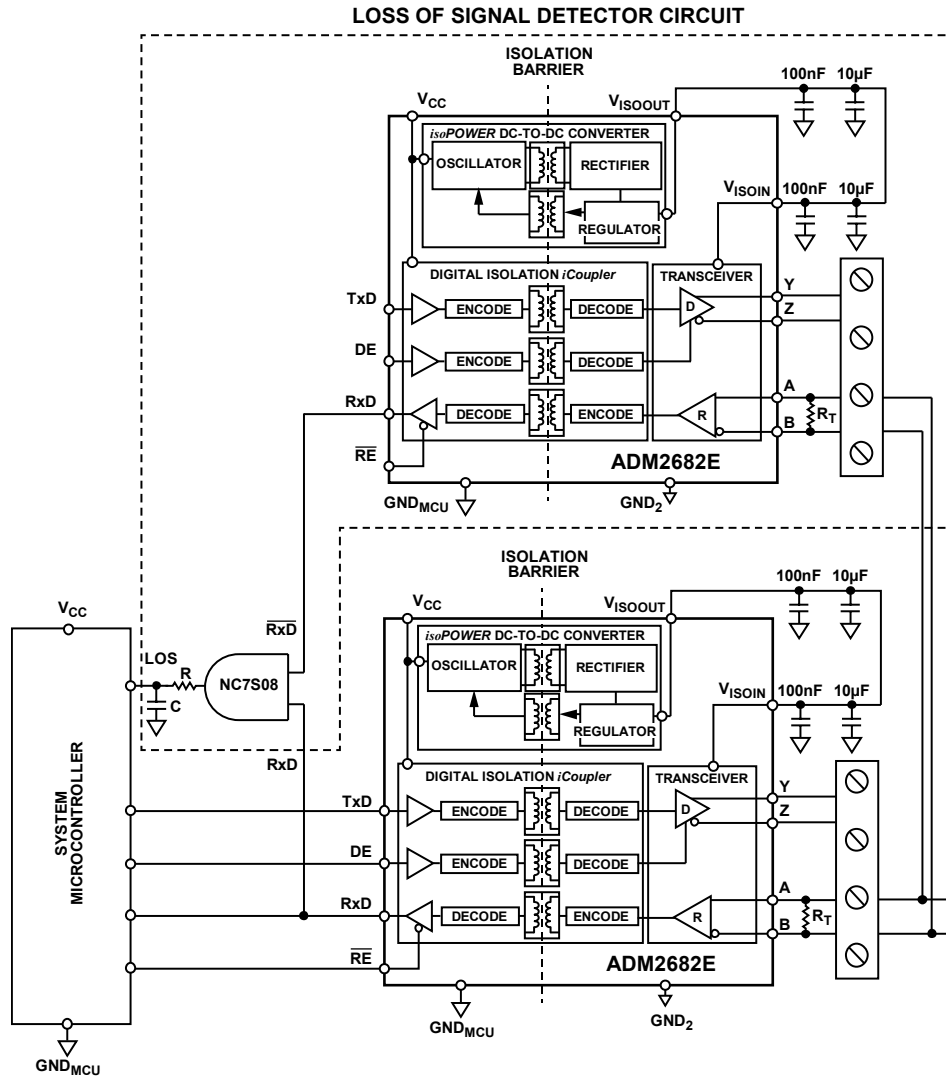 LOSS OF SIGNAL DETECTOR CIRCUIT
ISOLATION
BARRIER
100nF 10µF
VCC VISOOUT
isoPOWER DC-TO-DC CONVERTER
OSCILLATOR RECTIFIER
VISOIN 100nF 10µF
REGULATOR
DIGITAL ISOLATION iCoupler TRANSCEIVER
Y
TxD ENCODE DECODE D Z
DE ENCODE DECODE
A
RxD DECODE ENCODE R RT
B
RE
ADM2682E
GNDMCU GND2
ISOLATION
BARRIER
100nF 10µF
VCC VISOOUT
VCC
RxD
isoPOWER DC-TO-DC CONVERTER
LOS R NC7S08 OSCILLATOR RECTIFIER
VISOIN 100nF 10µF
C
REGULATOR
RxD
DIGITAL ISOLATION iCoupler TRANSCEIVER
Y
TxD ENCODE DECODE D Z
SYSTEM
MICROCONTROLLER
DE ENCODE DECODE
A
RxD DECODE ENCODE R RT
B
RE
ADM2682E
GNDMCU GND2
GNDMCU